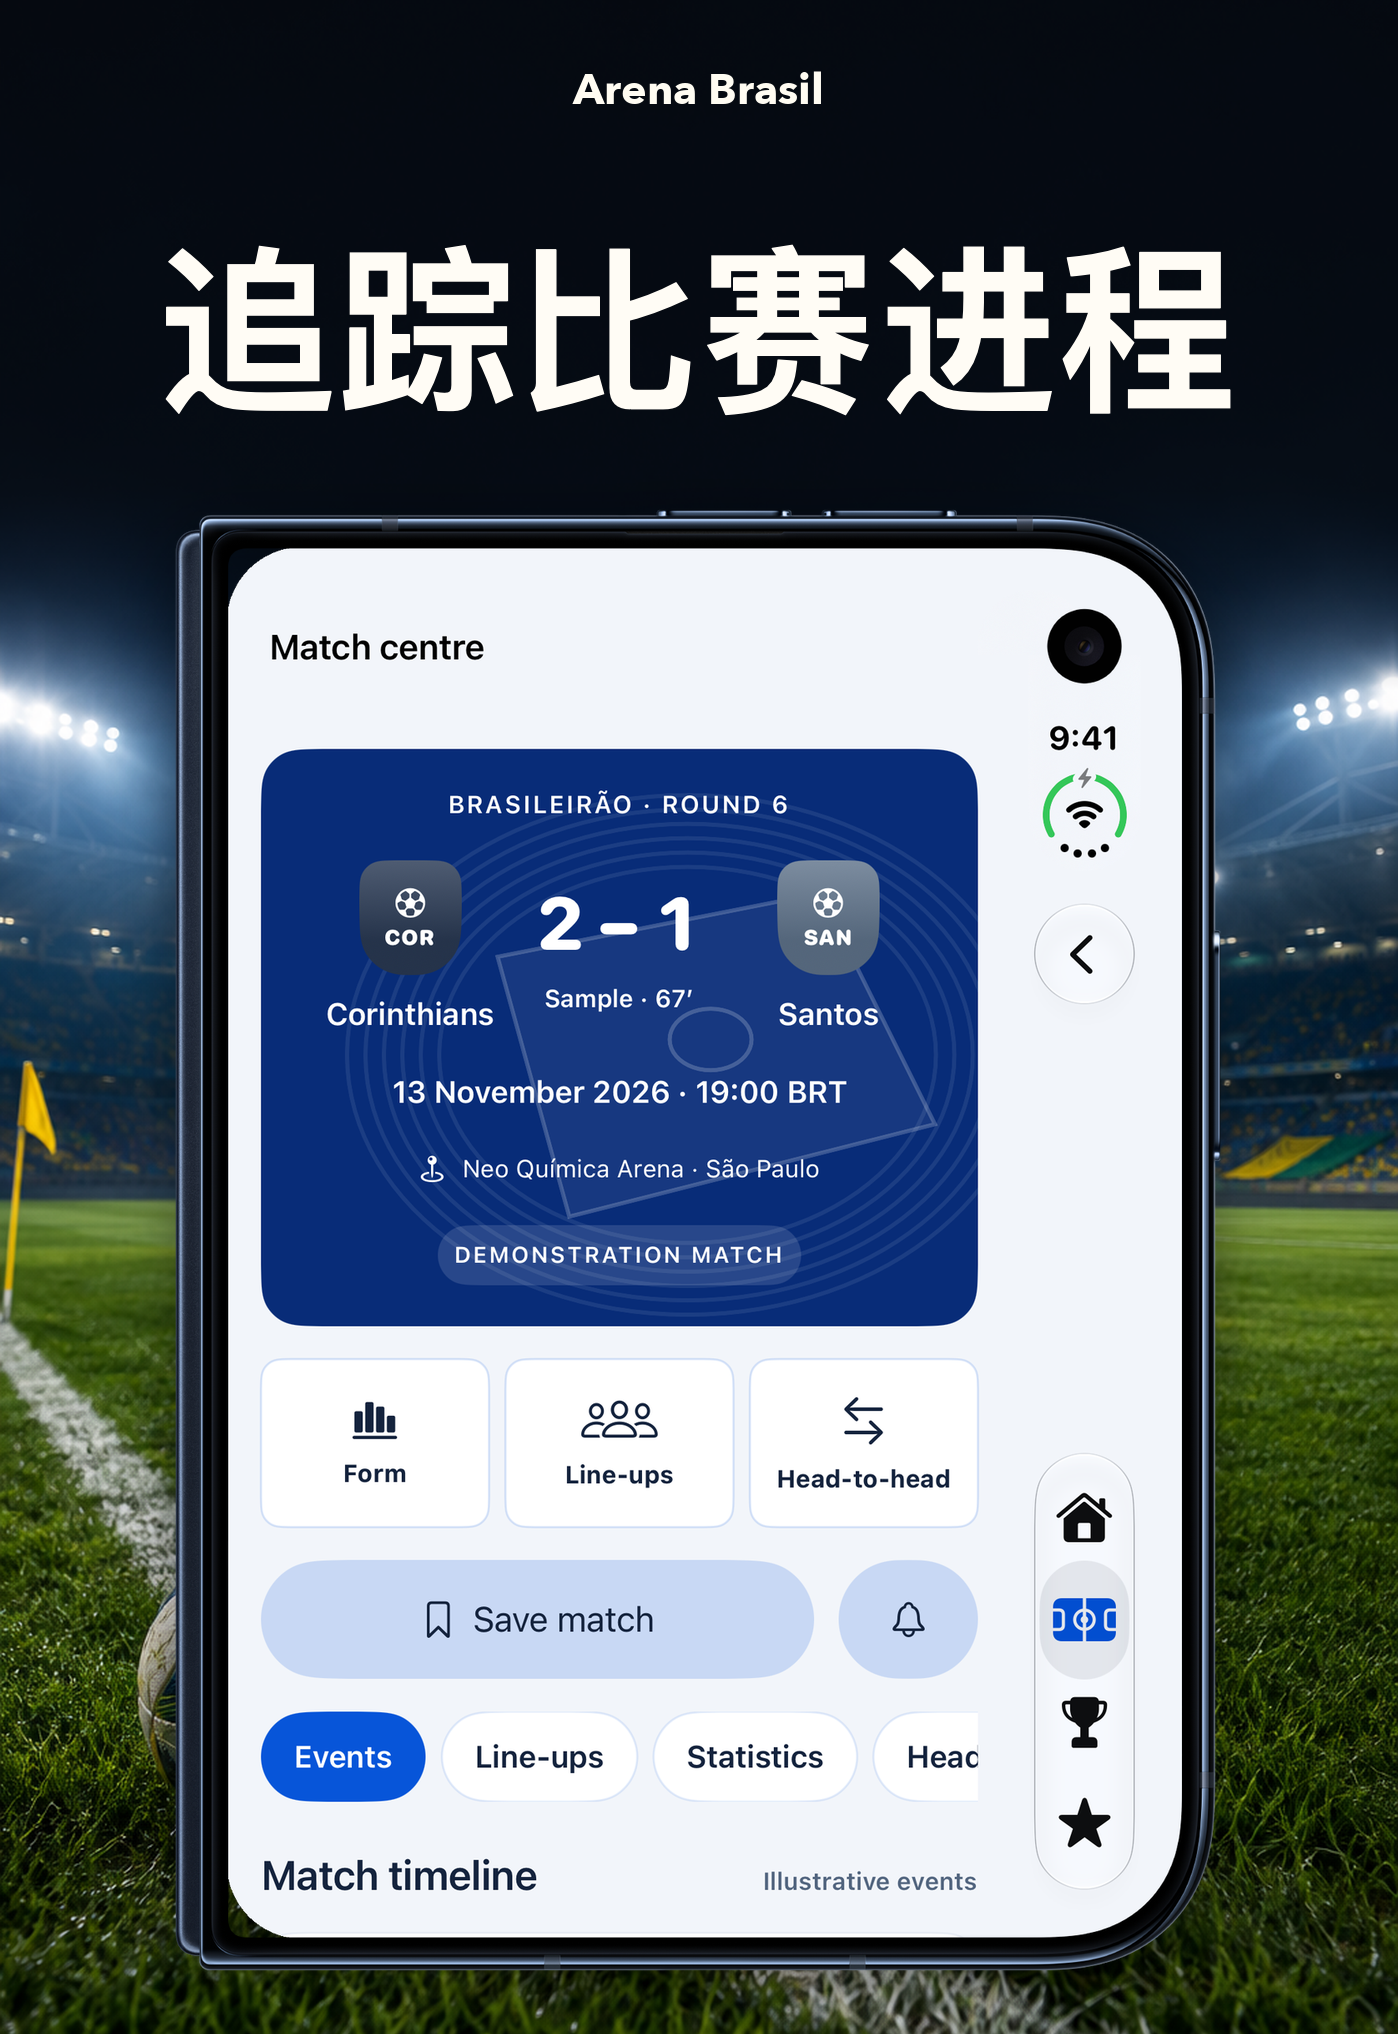 Arena Brasil
追踪比赛进程
Match centre
9:41
BRASILEIRÃO · ROUND 6
COR
2 – 1
SAN
Corinthians
Sample · 67′
Santos
13 November 2026 · 19:00 BRT
Neo Química Arena · São Paulo
DEMONSTRATION MATCH
Form
Line-ups
Head-to-head
Save match
Events
Line-ups
Statistics
Head
Match timeline
Illustrative events